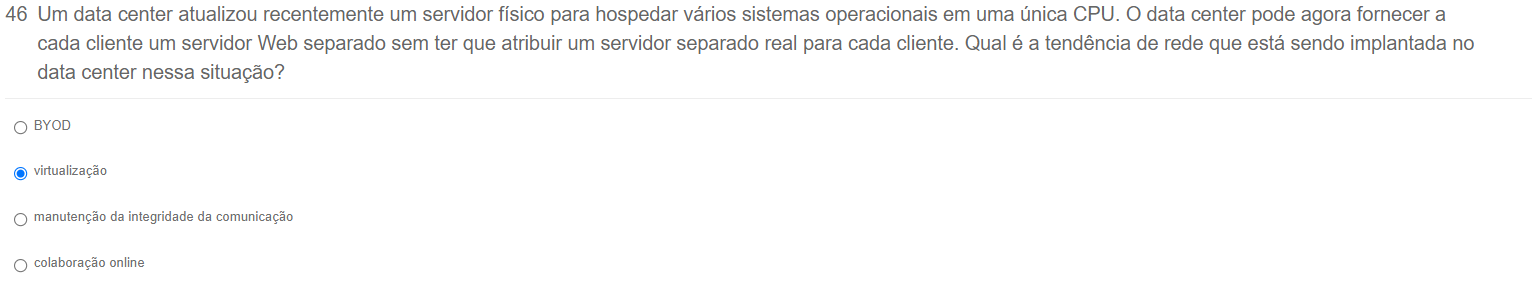 46 Um data center atualizou recentemente um servidor físico para hospedar vários sistemas operacionais em uma única CPU. O data center pode agora fornecer a
cada cliente um servidor Web separado sem ter que atribuir um servidor separado real para cada cliente. Qual é a tendência de rede que está sendo implantada no
data center nessa situação?
BYOD
virtualização
manutenção da integridade da comunicação
colaboração online